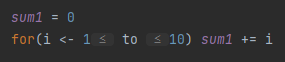 sum1 = 0
for(i <- 1 ≤ to ≤ 10) sum1 += i